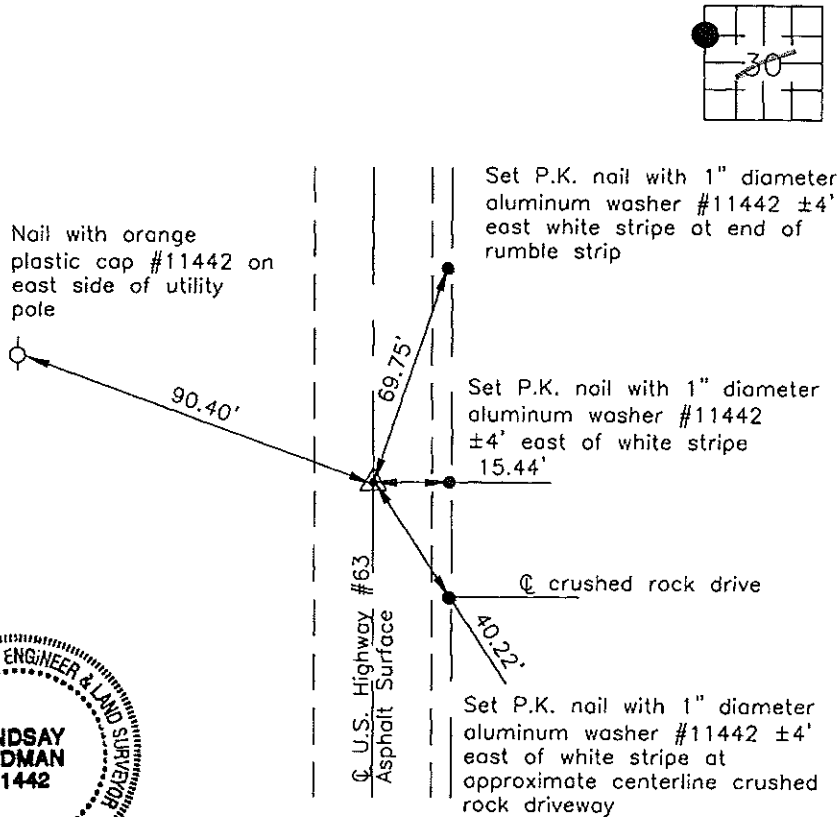 30
Set P.K. nail with 1" diameter
aluminum washer #11442 ±4'
east white stripe at end of
rumble strip
Nail with orange
plastic cap #11442 on
east side of utility
pole
69.75'
90.40'
Set P.K. nail with 1" diameter
aluminum washer #11442
±4' east of white stripe
15.44'
℄ U.S. Highway #63
Asphalt Surface
℄ crushed rock drive
40.22'
Set P.K. nail with 1" diameter
aluminum washer #11442 ±4'
east of white stripe at
approximate centerline crushed
rock driveway
ENGINEER & LAND SURVEYOR